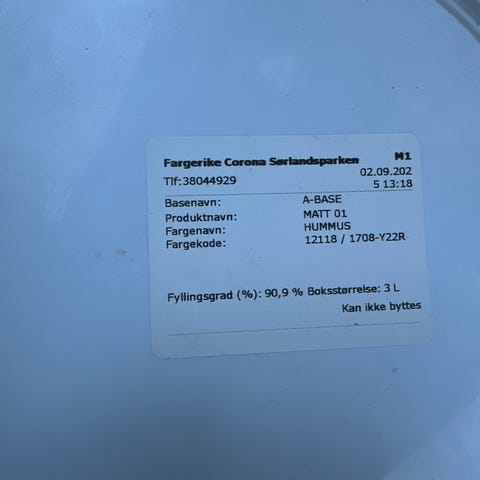 Fargerike Corona Sørlandsparken M1
Tlf:38044929 02.09.202
5 13:18
Basenavn: A-BASE
Produktnavn: MATT 01
Fargenavn: HUMMUS
Fargekode: 12118 / 1708-Y22R
Fyllingsgrad (%): 90,9 % Boksstørrelse: 3 L
Kan ikke byttes